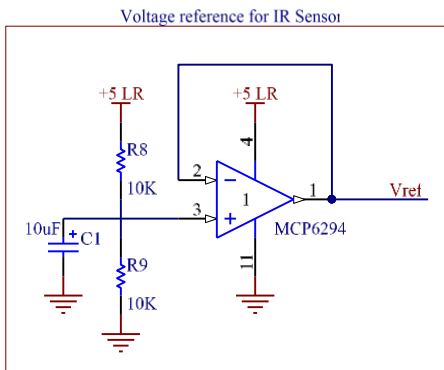 Voltage reference for IR Sensor
+5 LR
+5 LR
R8
10K
4
2
1
1
Vref
3
MCP6294
10uF
+
C1
R9
10K
11